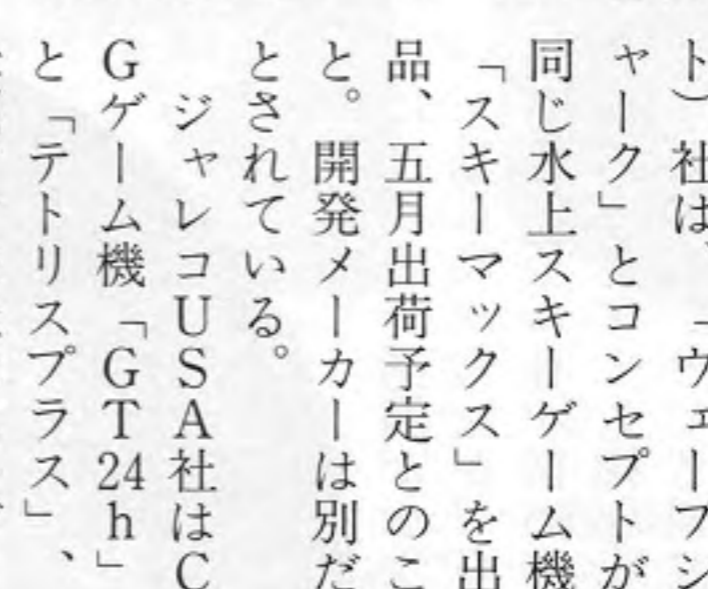 ト）社は、「ウェーブシ
ャーク」とコンセプトが
同じ水上スキーゲーム機
「スキーマックス」を出
品、五月出荷予定とのこ
と。開発メーカーは別だ
とされている。
ジャレコＵＳＡ社はＣ
Ｇゲーム機「ＧＴ24ｈ」
と「テトリスプラス」、